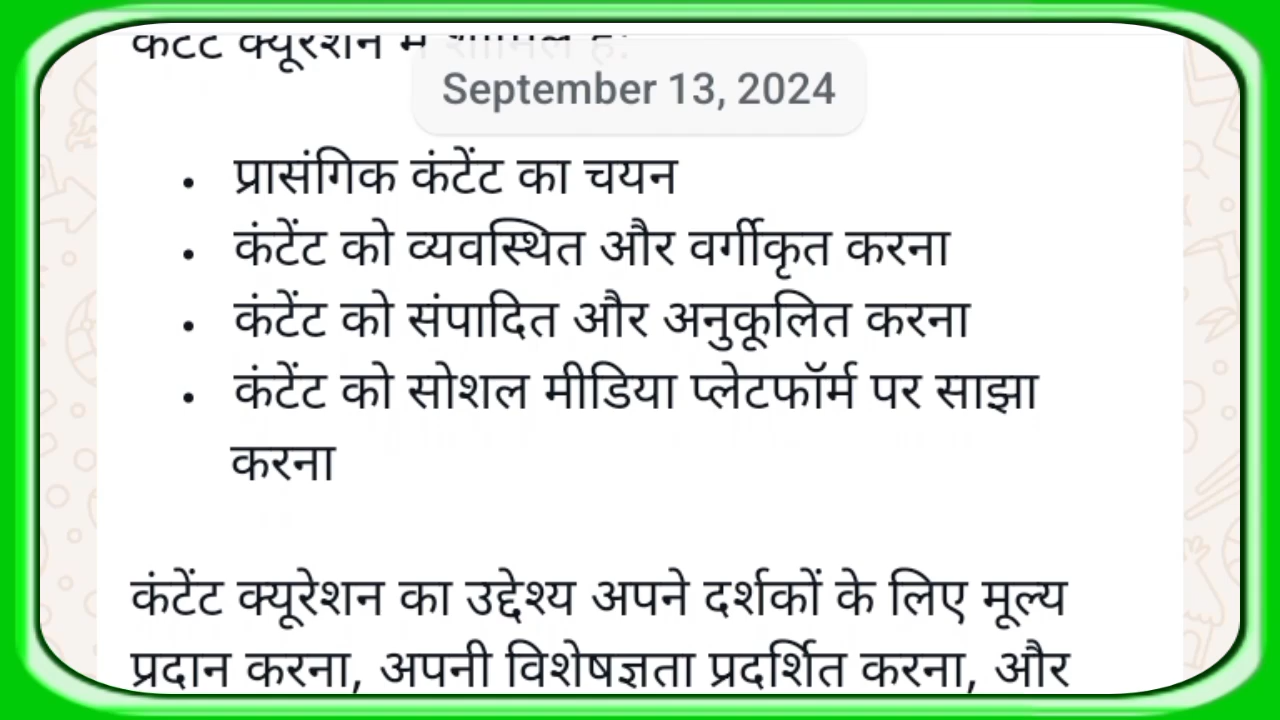 कंटेंट क्यूरेशन में शामिल है:
September 13, 2024
• प्रासंगिक कंटेंट का चयन
• कंटेंट को व्यवस्थित और वर्गीकृत करना
• कंटेंट को संपादित और अनुकूलित करना
• कंटेंट को सोशल मीडिया प्लेटफॉर्म पर साझा
करना
कंटेंट क्यूरेशन का उद्देश्य अपने दर्शकों के लिए मूल्य
प्रदान करना, अपनी विशेषज्ञता प्रदर्शित करना, और